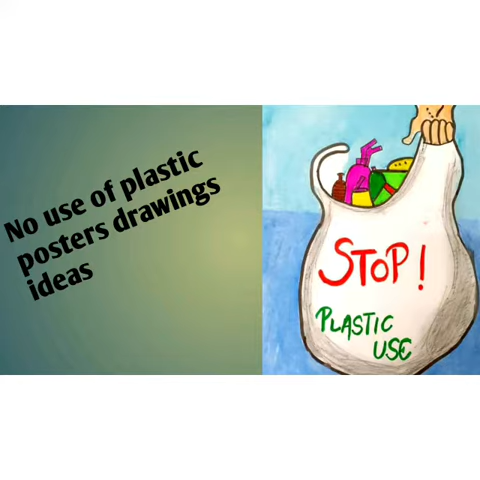 No use of plastic
posters drawings
ideas
STOP!
PLASTIC
USE